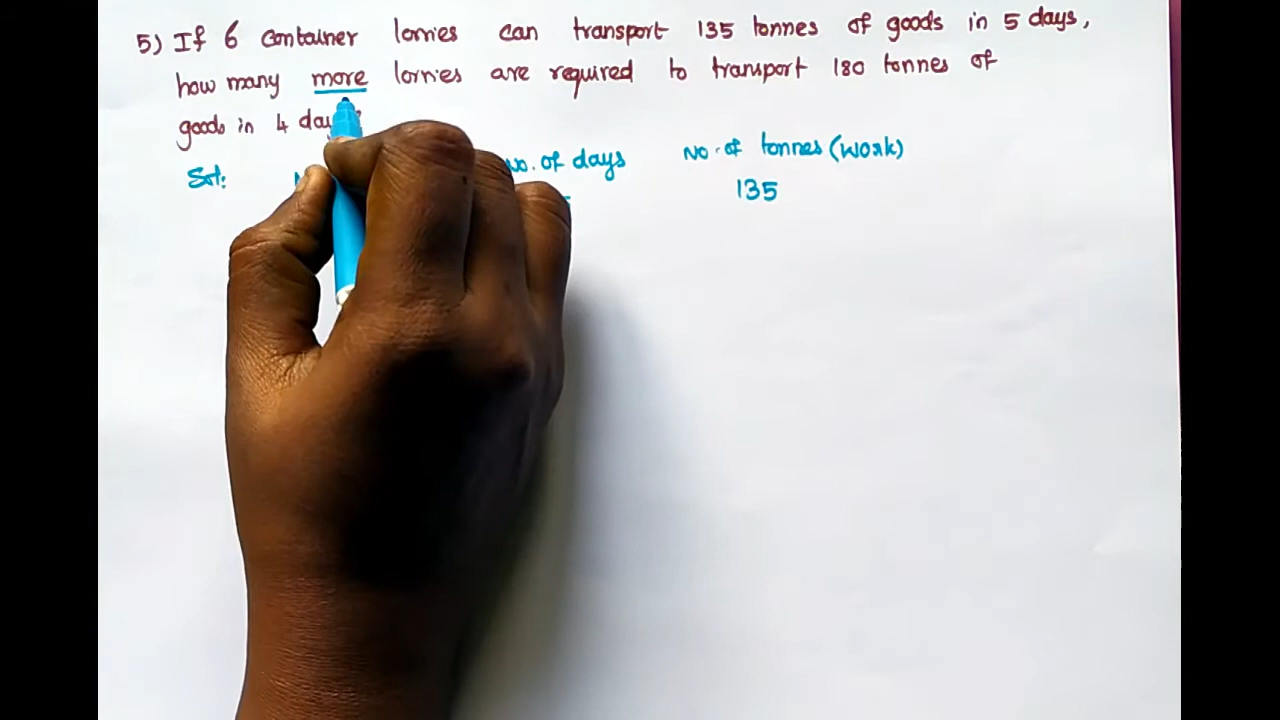 5) If 6 container lorries can transport 135 tonnes of goods in 5 days,
how many more lorries are required to transport 180 tonnes of
goods in 4
Sol: No. of days No. of tonnes (work)
135